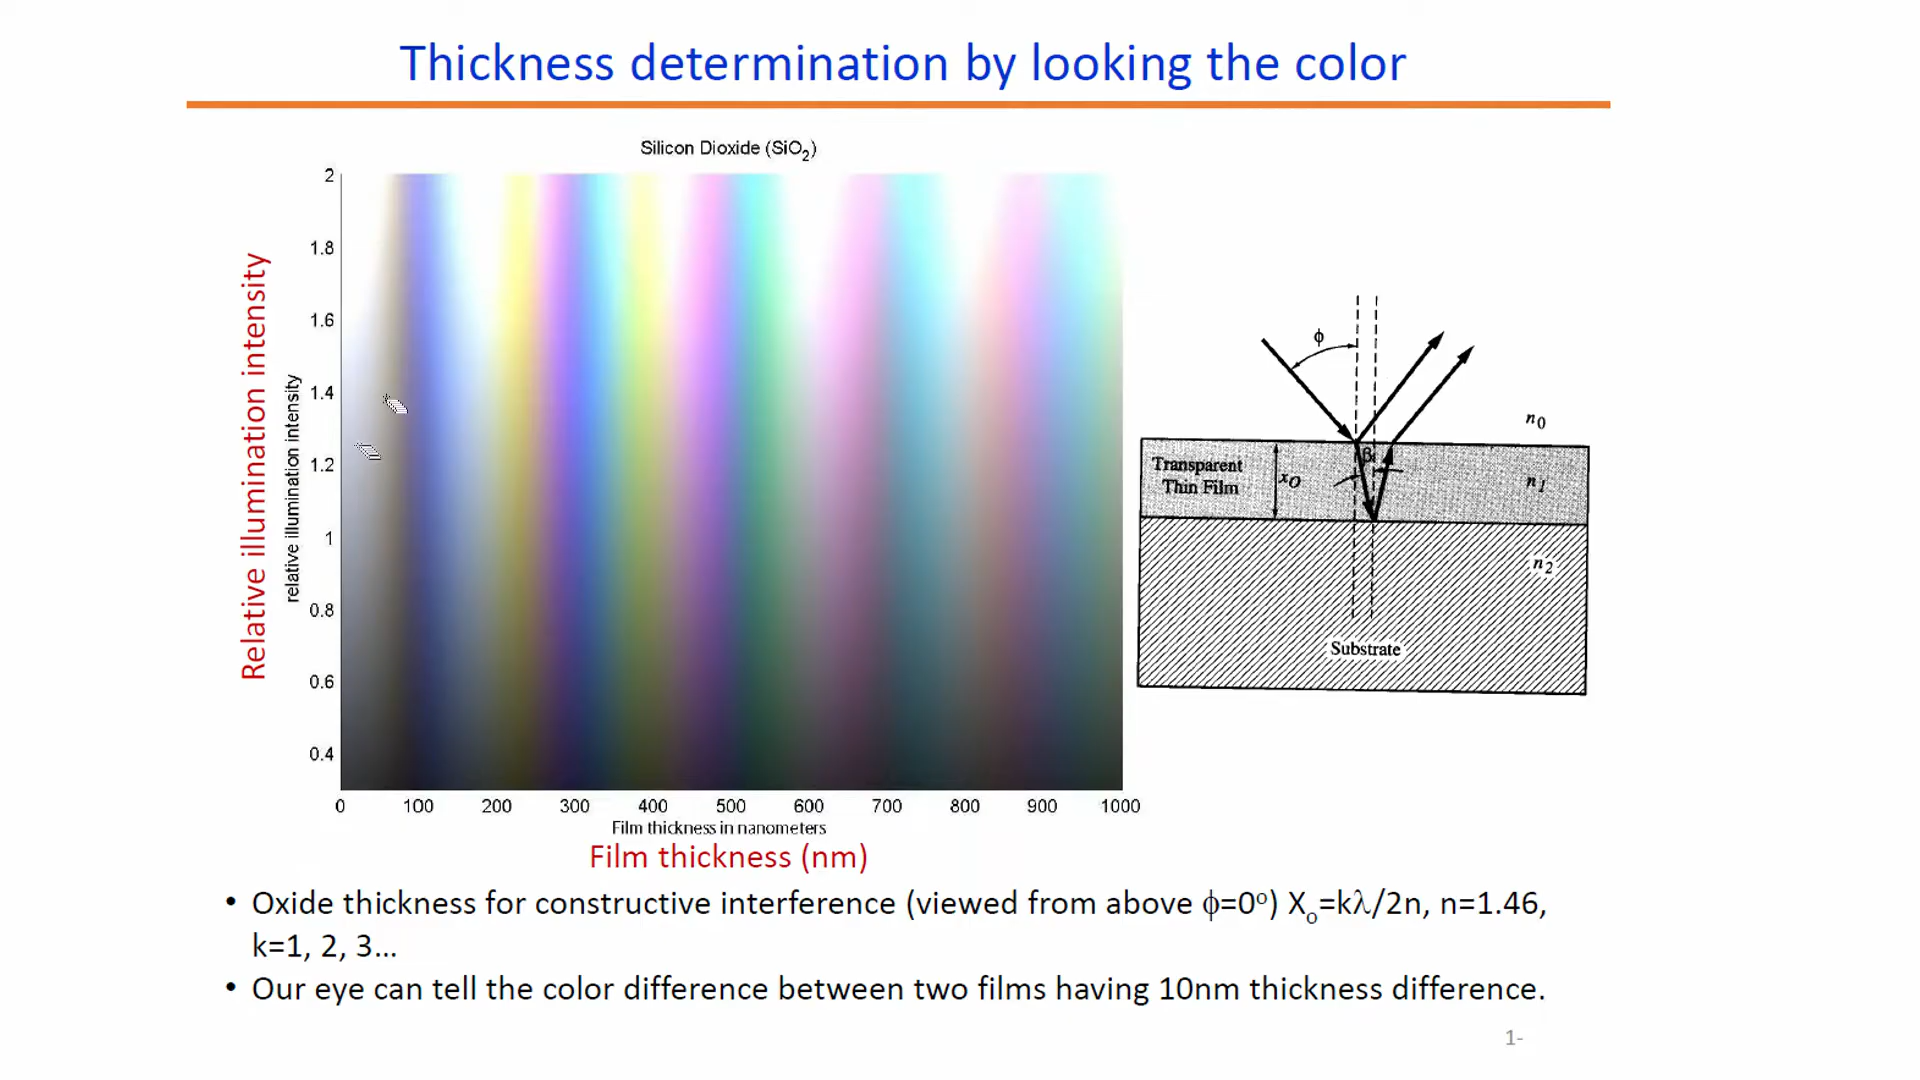 Thickness determination by looking the color
Silicon Dioxide (SiO₂)
Relative illumination intensity
relative illumination intensity
2
1.8
1.6
1.4
1.2
1
0.8
0.6
0.4
0 100 200 300 400 500 600 700 800 900 1000
Film thickness in nanometers
Film thickness (nm)
ϕ
n₀
Transparent
Thin Film
x₀
β
n₁
n₂
Substrate
• Oxide thickness for constructive interference (viewed from above ϕ=0ᵒ) Xₒ=kλ/2n, n=1.46,
k=1, 2, 3…
• Our eye can tell the color difference between two films having 10nm thickness difference.
1-